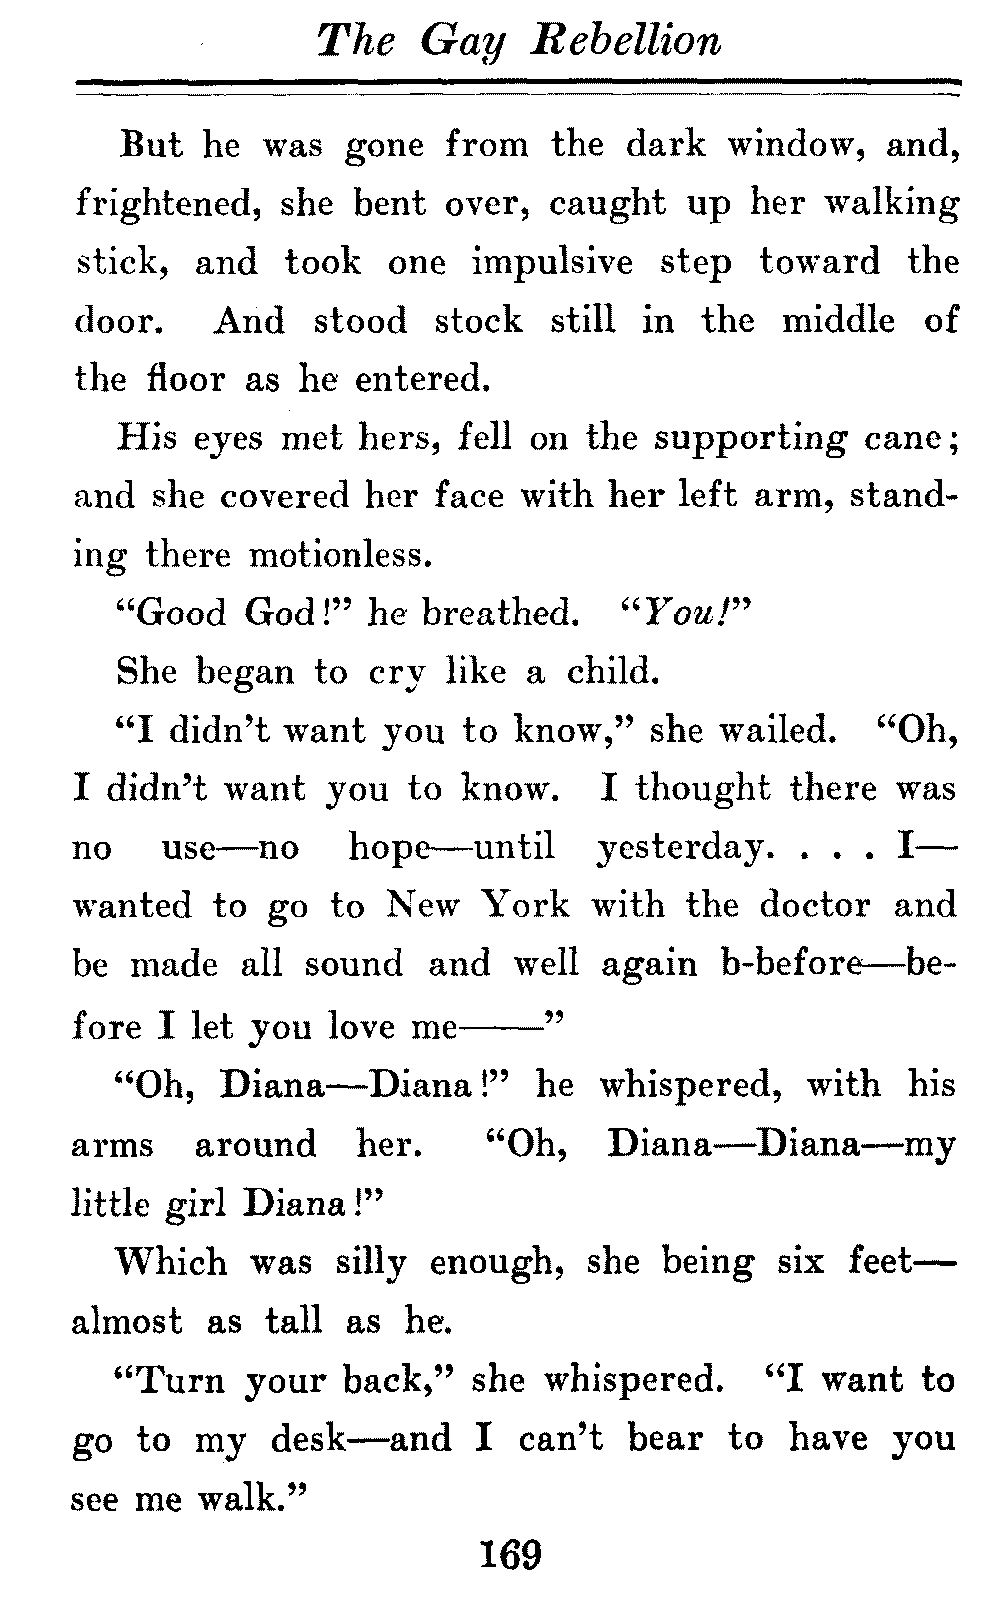 The Gay Rebellion
But he was gone from the dark window, and,
frightened, she bent over, caught up her walking
stick, and took one impulsive step toward the
door. And stood stock still in the middle of
the floor as he entered.
His eyes met hers, fell on the supporting cane;
and she covered her face with her left arm, stand-
ing there motionless.
“Good God!” he breathed. “You!”
She began to cry like a child.
“I didn’t want you to know,” she wailed. “Oh,
I didn’t want you to know. I thought there was
no use—no hope—until yesterday. . . . I—
wanted to go to New York with the doctor and
be made all sound and well again b-before—be-
fore I let you love me——”
“Oh, Diana—Diana!” he whispered, with his
arms around her. “Oh, Diana—Diana—my
little girl Diana!”
Which was silly enough, she being six feet—
almost as tall as he.
“Turn your back,” she whispered. “I want to
go to my desk—and I can’t bear to have you
see me walk.”
169